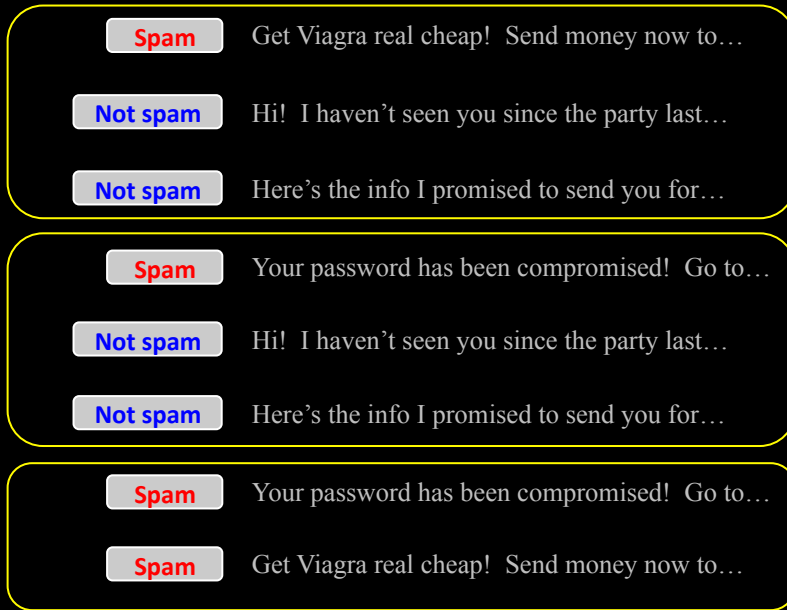 Spam Get Viagra real cheap!  Send money now to…
Not spam Hi!  I haven’t seen you since the party last…
Not spam Here’s the info I promised to send you for…
Spam Your password has been compromised!  Go to…
Not spam Hi!  I haven’t seen you since the party last…
Not spam Here’s the info I promised to send you for…
Spam Your password has been compromised!  Go to…
Spam Get Viagra real cheap!  Send money now to…